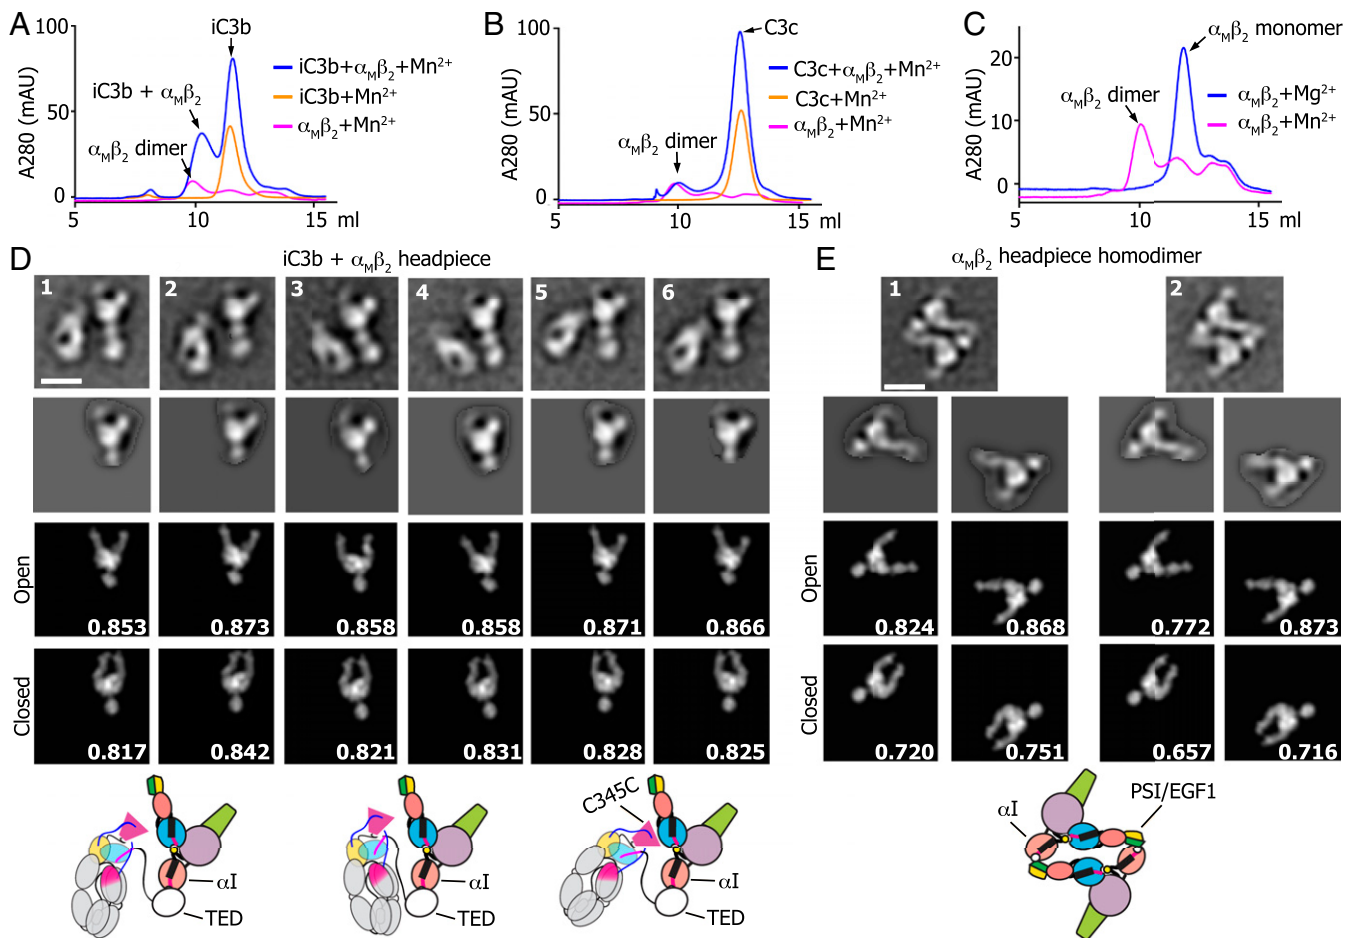 A
100
50
0
A280 (mAU)
5
10
15
ml
iC3b
iC3b + αMβ2
αMβ2 dimer
iC3b+αMβ2+Mn2+
iC3b+Mn2+
αMβ2+Mn2+
B
100
50
0
A280 (mAU)
5
10
15
ml
C3c
αMβ2 dimer
C3c+αMβ2+Mn2+
C3c+Mn2+
αMβ2+Mn2+
C
20
10
0
A280 (mAU)
5
10
15
ml
αMβ2 monomer
αMβ2 dimer
αMβ2+Mg2+
αMβ2+Mn2+
D
iC3b + αMβ2 headpiece
1
2
3
4
5
6
Open
0.853
0.873
0.858
0.858
0.871
0.866
Closed
0.817
0.842
0.821
0.831
0.828
0.825
αI
TED
αI
TED
C345C
αI
TED
E
αMβ2 headpiece homodimer
1
2
Open
0.824
0.868
0.772
0.873
Closed
0.720
0.751
0.657
0.716
αI
PSI/EGF1